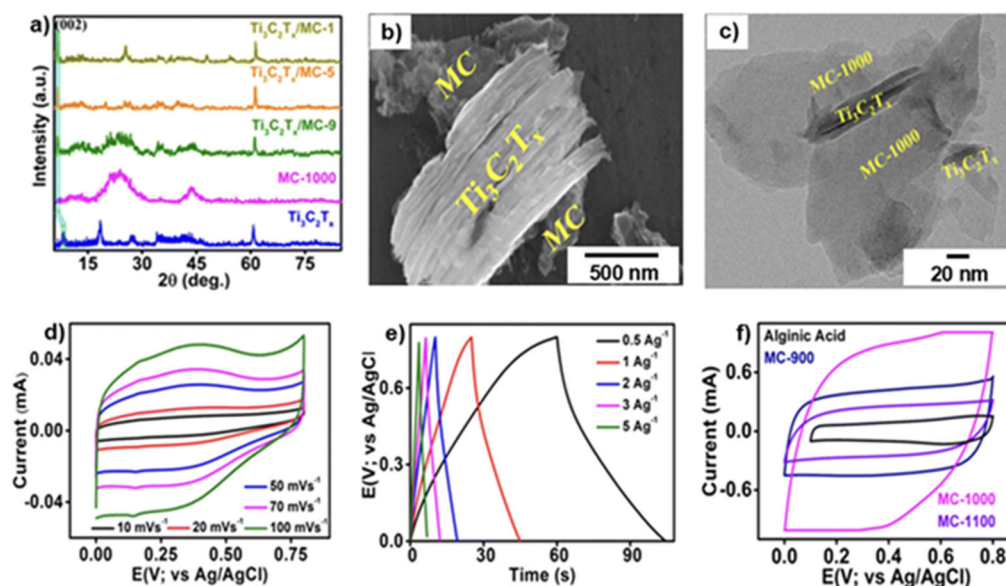 a)
(002)
Ti₃C₂Tₓ/MC-1
Ti₃C₂Tₓ/MC-5
Ti₃C₂Tₓ/MC-9
MC-1000
Ti₃C₂Tₓ
Intensity (a.u.)
15 30 45 60 75
2θ (deg.)
b)
MC
Ti₃C₂Tₓ
MC
500 nm
c)
MC-1000
Ti₃C₂Tₓ
MC-1000
Ti₃C₂Tₓ
20 nm
d)
Current (mA)
0.04
0.00
-0.04
50 mVs⁻¹
70 mVs⁻¹
10 mVs⁻¹ 20 mVs⁻¹ 100 mVs⁻¹
0.00 0.25 0.50 0.75
E(V; vs Ag/AgCl)
e)
E(V; vs Ag/AgCl
0.6
0.3
0.0
0.5 Ag⁻¹
1 Ag⁻¹
2 Ag⁻¹
3 Ag⁻¹
5 Ag⁻¹
0 30 60 90
Time (s)
f)
Alginic Acid
MC-900
Current (mA)
0.6
0.0
-0.6
MC-1000
MC-1100
0.0 0.2 0.4 0.6 0.8
E(V; vs Ag/AgCl)